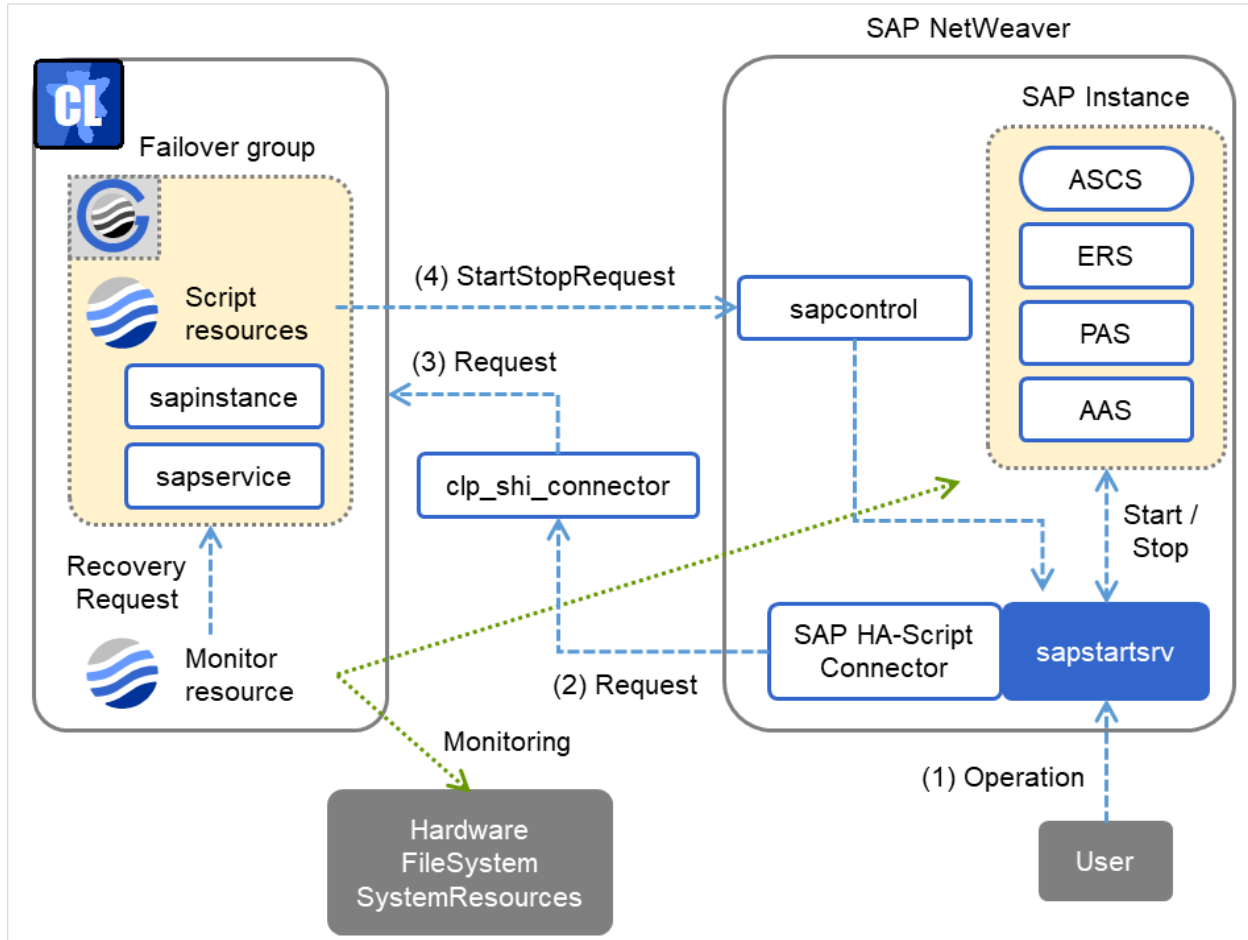 SAP NetWeaver
CL
Failover group
SAP Instance
ASCS
ERS
PAS
AAS
Script
resources
sapinstance
sapservice
(4) StartStopRequest
sapcontrol
(3) Request
clp_shi_connector
Start /
Stop
Recovery
Request
Monitor
resource
SAP HA-Script
Connector
sapstartsrv
(2) Request
Monitoring
(1) Operation
Hardware
FileSystem
SystemResources
User